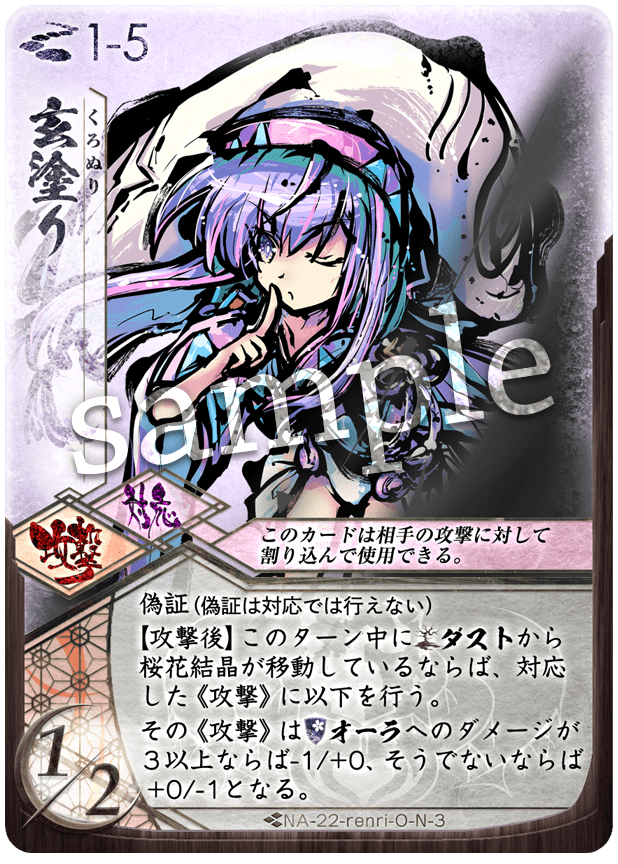 1-5
玄塗り
くろぬり
sample
攻撃
対応
このカードは相手の攻撃に対して
割り込んで使用できる。
偽証(偽証は対応では行えない)
【攻撃後】このターン中にダストから
桜花結晶が移動しているならば、対応
した《攻撃》に以下を行う。
その《攻撃》はオーラへのダメージが
3以上ならば-1/+0、そうでないならば
+0/-1となる。
1/2
NA-22-renri-O-N-3